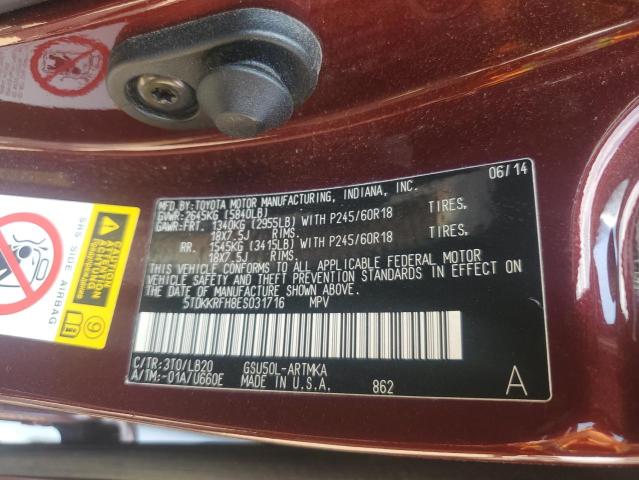 06/14
MFD. BY: TOYOTA MOTOR MANUFACTURING, INDIANA, INC.
GVWR: 2645KG (5840LB)
GAWR: FRT. 1340KG (2955LB) WITH P245/60R18 TIRES.
18X7.5J RIMS.
RR. 1545KG (3415LB) WITH P245/60R18 TIRES.
18X7.5J RIMS.
THIS VEHICLE CONFORMS TO ALL APPLICABLE FEDERAL MOTOR
VEHICLE SAFETY AND THEFT PREVENTION STANDARDS IN EFFECT
ON THE DATE OF MANUFACTURE SHOWN ABOVE.
5TDKKRFH8ES031716 MPV
C/TR: 3T0/LB20 GSU50L-ARTMKA
A/TM: -01A/U660E MADE IN U.S.A. 862 A
SRS SIDE AIRBAG
CAUTION
ATTENTION
ACHTUNG